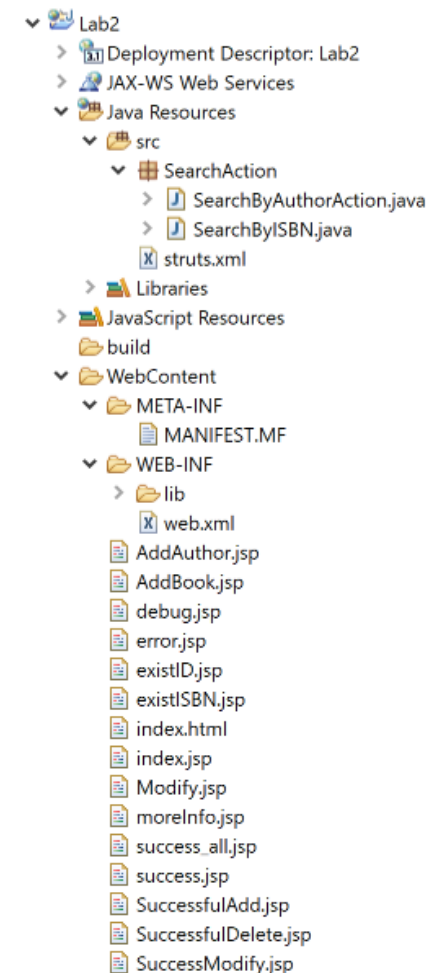 Lab2
3.1 Deployment Descriptor: Lab2
JAX-WS Web Services
Java Resources
src
SearchAction
J SearchByAuthorAction.java
J SearchByISBN.java
X struts.xml
Libraries
JavaScript Resources
build
WebContent
META-INF
MANIFEST.MF
WEB-INF
lib
X web.xml
AddAuthor.jsp
AddBook.jsp
debug.jsp
error.jsp
existID.jsp
existISBN.jsp
index.html
index.jsp
Modify.jsp
moreInfo.jsp
success_all.jsp
success.jsp
SuccessfulAdd.jsp
SuccessfulDelete.jsp
SuccessModify.jsp